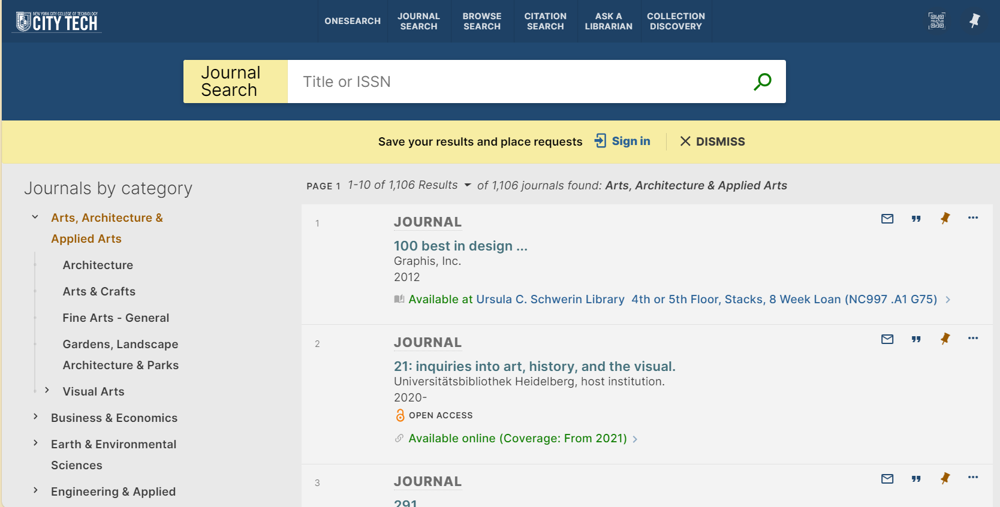 NEW YORK CITY COLLEGE OF TECHNOLOGY
CITY TECH
ONESEARCH
JOURNAL
SEARCH
BROWSE
SEARCH
CITATION
SEARCH
ASK A
LIBRARIAN
COLLECTION
DISCOVERY
Journal
Search
Title or ISSN
Save your results and place requests Sign in DISMISS
Journals by category
Arts, Architecture &
Applied Arts
Architecture
Arts & Crafts
Fine Arts - General
Gardens, Landscape
Architecture & Parks
Visual Arts
Business & Economics
Earth & Environmental
Sciences
Engineering & Applied
PAGE 1 1-10 of 1,106 Results of 1,106 journals found: Arts, Architecture & Applied Arts
1
JOURNAL
100 best in design ...
Graphis, Inc.
2012
Available at Ursula C. Schwerin Library 4th or 5th Floor, Stacks, 8 Week Loan (NC997 .A1 G75)
2
JOURNAL
21: inquiries into art, history, and the visual.
Universitätsbibliothek Heidelberg, host institution.
2020-
OPEN ACCESS
Available online (Coverage: From 2021)
3
JOURNAL
291